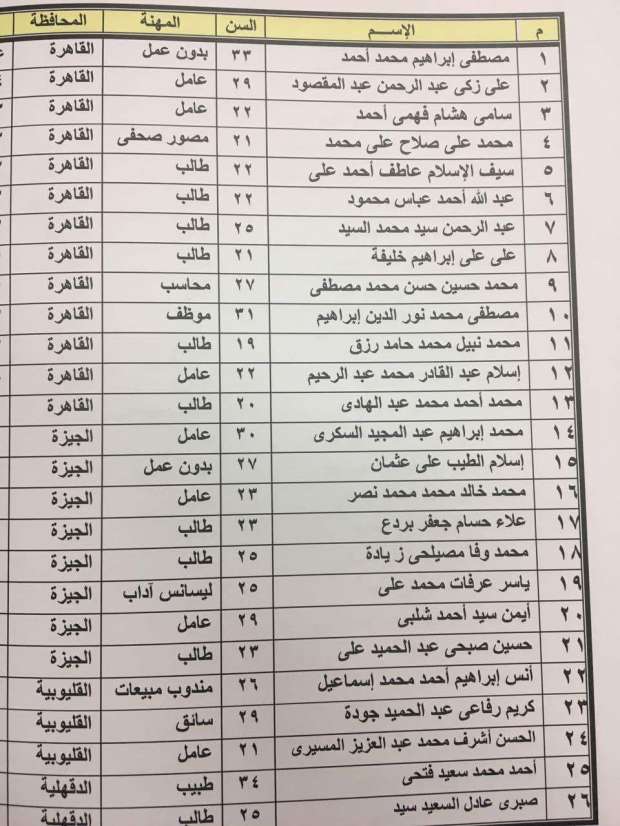 م الإســـم السن المهنة المحافظة
١ مصطفى إبراهيم محمد أحمد ٣٣ بدون عمل القاهرة
٢ على زكى عبد الرحمن عبد المقصود ٢٩ عامل القاهرة
٣ سامى هشام فهمى أحمد ٢٢ عامل القاهرة
٤ محمد على صلاح على محمد ٢١ مصور صحفى القاهرة
٥ سيف الإسلام عاطف أحمد على ٢٢ طالب القاهرة
٦ عبد الله أحمد عباس محمود ٢٢ طالب القاهرة
٧ عبد الرحمن سيد محمد السيد ٢٥ طالب القاهرة
٨ على على إبراهيم خليفة ٢١ طالب القاهرة
٩ محمد حسين حسن محمد مصطفى ٢٧ محاسب القاهرة
١٠ مصطفى محمد نور الدين إبراهيم ٣١ موظف القاهرة
١١ محمد نبيل محمد حامد رزق ١٩ طالب القاهرة
١٢ إسلام عبد القادر محمد عبد الرحيم ٢٢ عامل القاهرة
١٣ محمد أحمد محمد عبد الهادى ٢٠ طالب القاهرة
١٤ محمد إبراهيم عبد المجيد السكرى ٣٠ عامل الجيزة
١٥ إسلام الطيب على عثمان ٢٧ بدون عمل الجيزة
١٦ محمد خالد محمد محمد نصر ٢٣ عامل الجيزة
١٧ علاء حسام جعفر بردع ٢٣ طالب الجيزة
١٨ محمد وفا مصيلحى ز يادة ٢٥ طالب الجيزة
١٩ ياسر عرفات محمد على ٢٥ ليسانس آداب الجيزة
٢٠ أيمن سيد أحمد شلبى ٢٩ عامل الجيزة
٢١ حسين صبحى عبد الحميد على ٢٣ طالب الجيزة
٢٢ أنس إبراهيم أحمد محمد إسماعيل ٢٦ مندوب مبيعات القليوبية
٢٣ كريم رفاعى عبد الحميد جودة ٢٩ سائق القليوبية
٢٤ الحسن أشرف محمد عبد العزيز المسيرى ٢١ عامل القليوبية
٢٥ أحمد محمد سعيد فتحى ٣٤ طبيب الدقهلية
٢٦ صبرى عادل السعيد سيد ٢٥ طالب الدقهلية